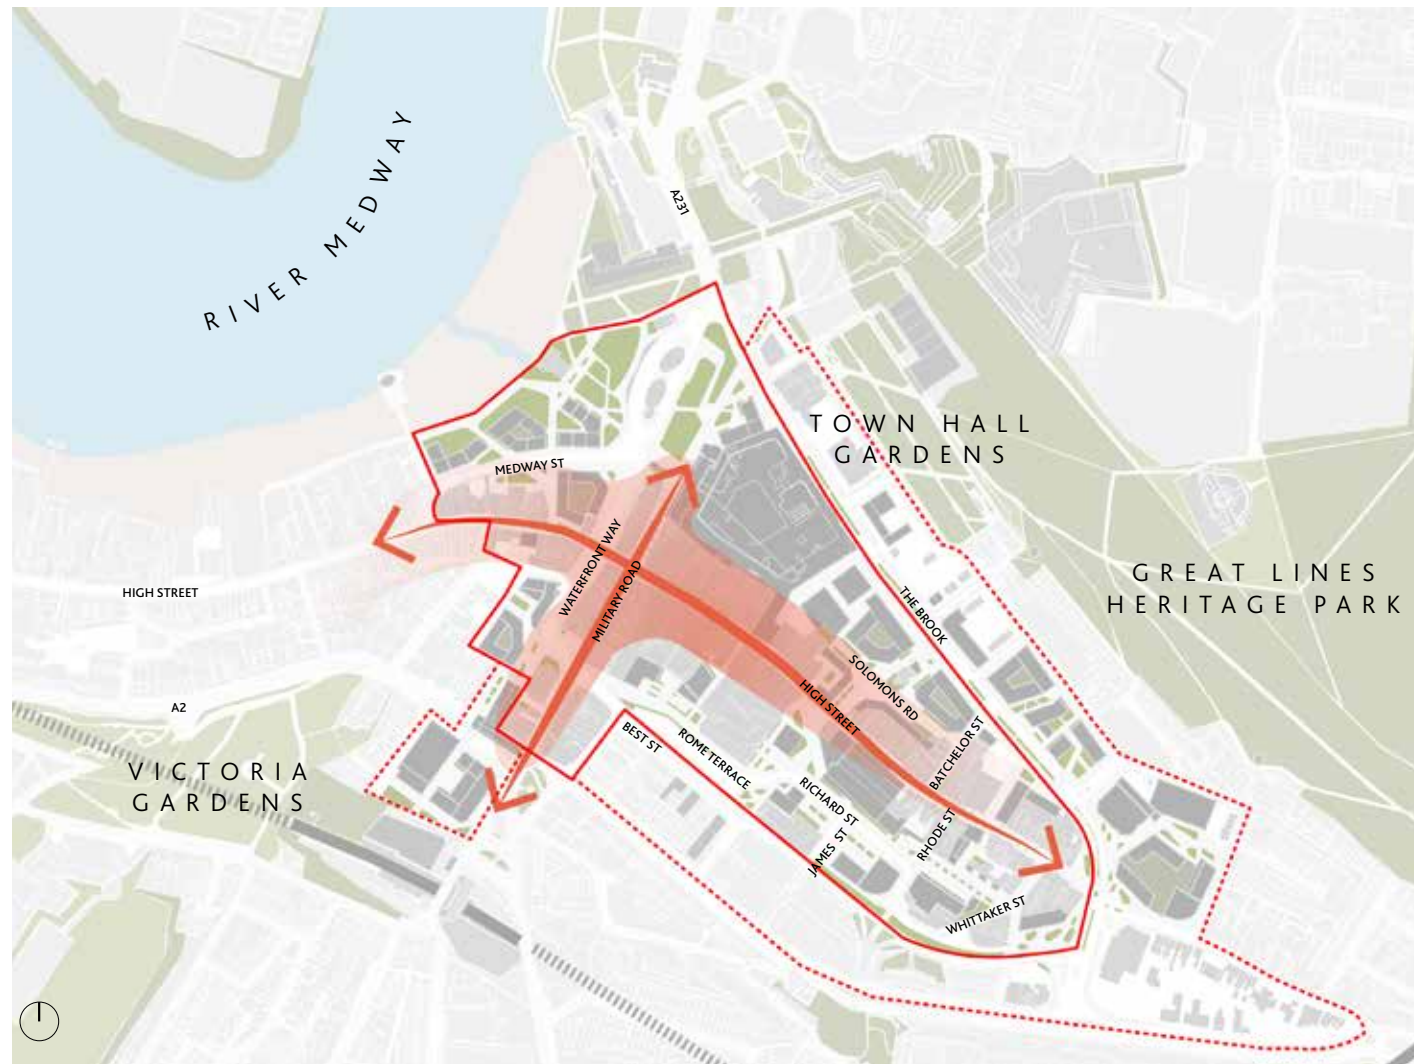 RIVER MEDWAY
A231
TOWN HALL
GARDENS
MEDWAY ST
WATERFRONT WAY
MILITARY ROAD
HIGH STREET
THE BROOK
GREAT LINES
HERITAGE PARK
SOLOMONS RD
HIGH STREET
A2
BEST ST
ROME TERRACE
BATCHELOR ST
VICTORIA
GARDENS
RICHARD ST
JAMES ST
RHODE ST
WHITTAKER ST